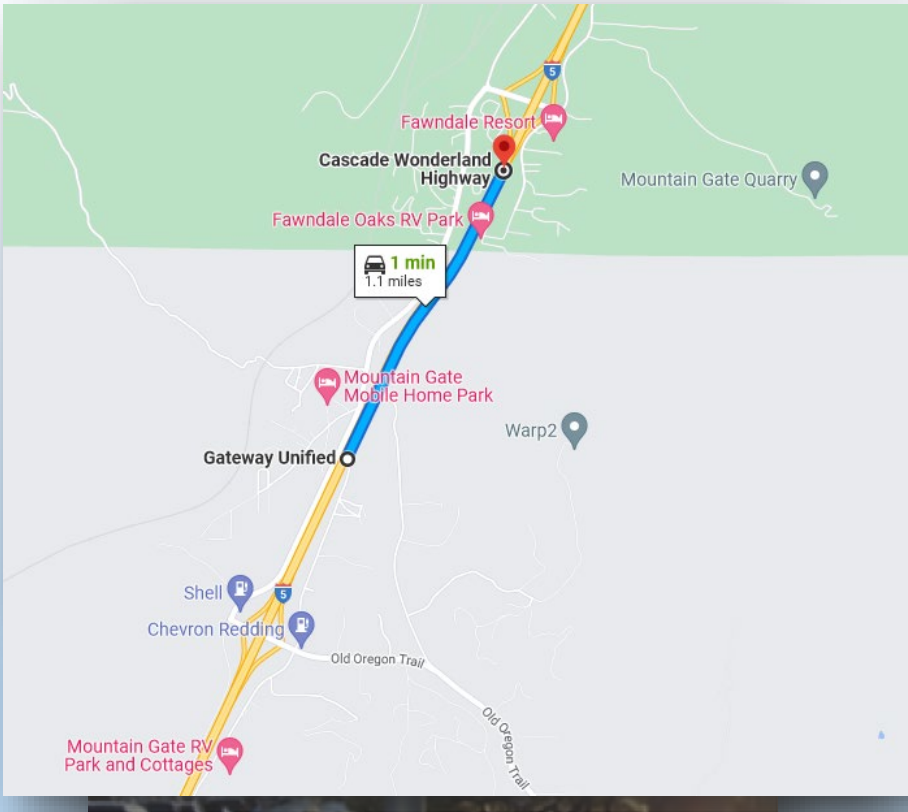 5
Fawndale Resort
Cascade Wonderland
Highway
Mountain Gate Quarry
Fawndale Oaks RV Park
1 min
1.1 miles
Mountain Gate
Mobile Home Park
Warp2
Gateway Unified
Shell
5
Chevron Redding
Old Oregon Trail
Old Oregon Trail
Mountain Gate RV
Park and Cottages